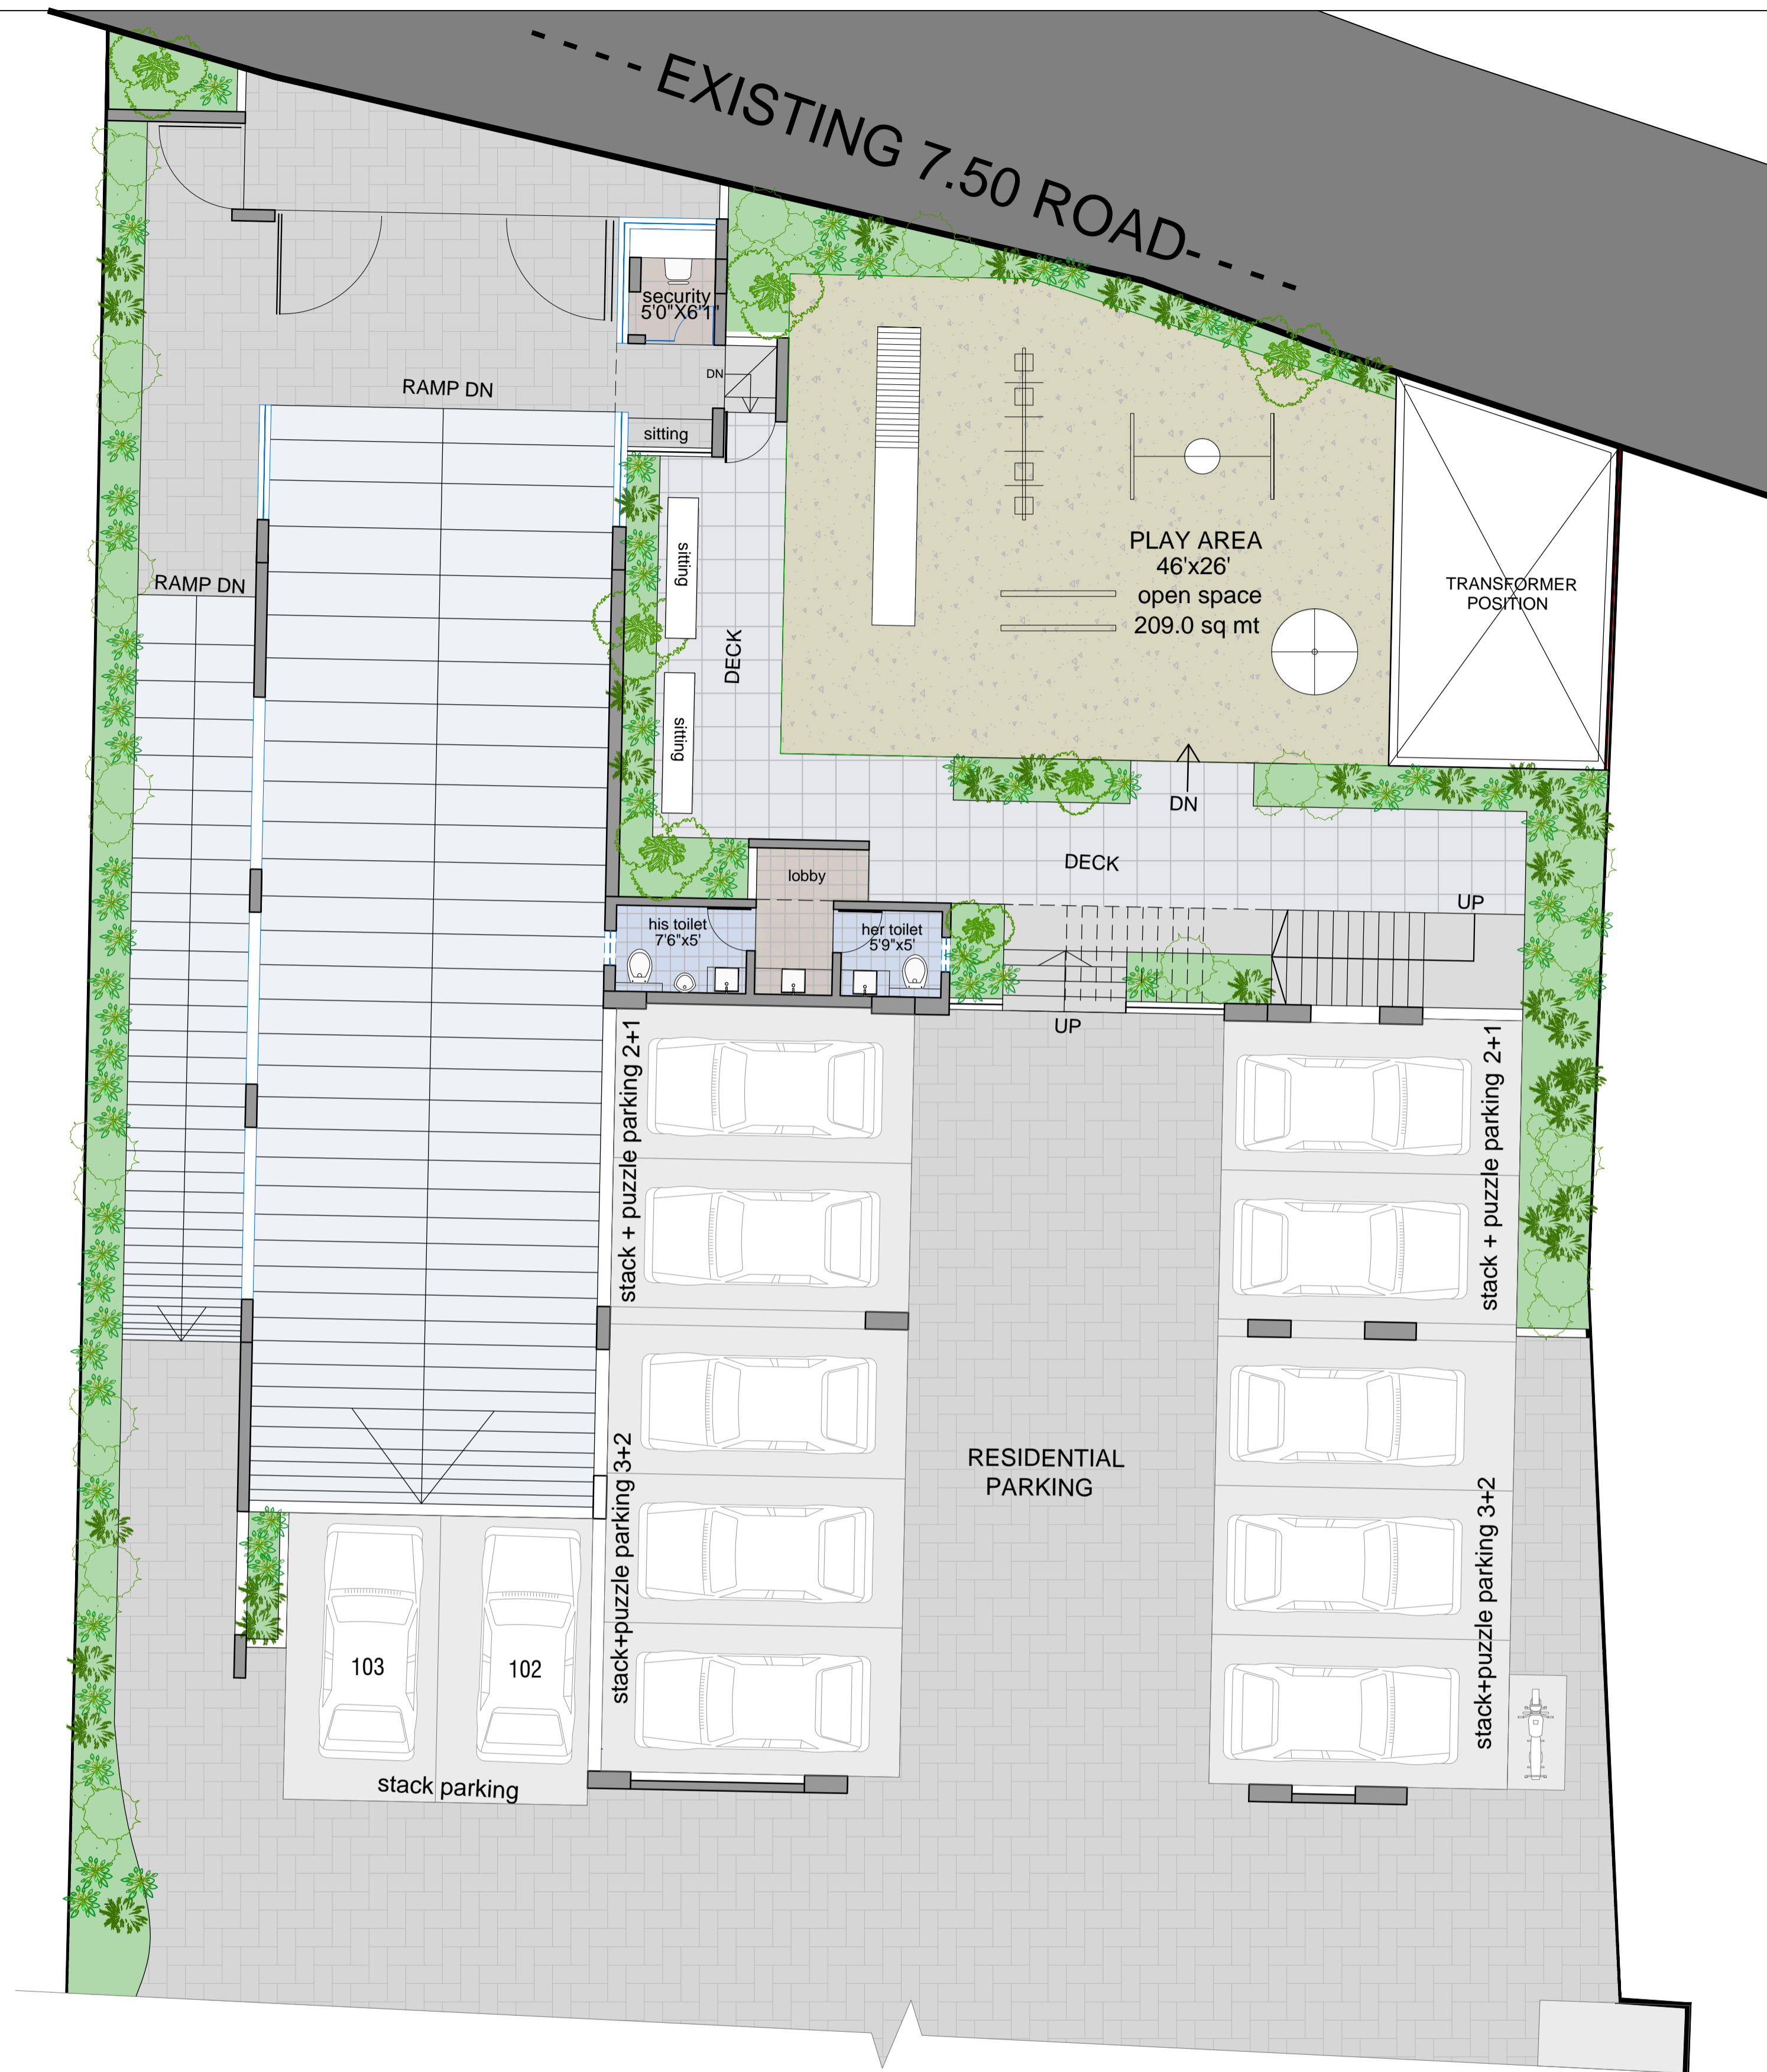 - - - - EXISTING 7.50 ROAD- - - -
security
5'0"X6'1"
DN
RAMP DN
sitting
RAMP DN
sitting
DECK
sitting
PLAY AREA
46'x26'
open space
209.0 sq mt
TRANSFORMER
POSITION
DN
DECK
lobby
his toilet
7'6"x5'
her toilet
5'9"x5'
UP
UP
stack + puzzle parking 2+1
stack + puzzle parking 2+1
RESIDENTIAL
PARKING
stack+puzzle parking 3+2
stack+puzzle parking 3+2
103
102
stack parking